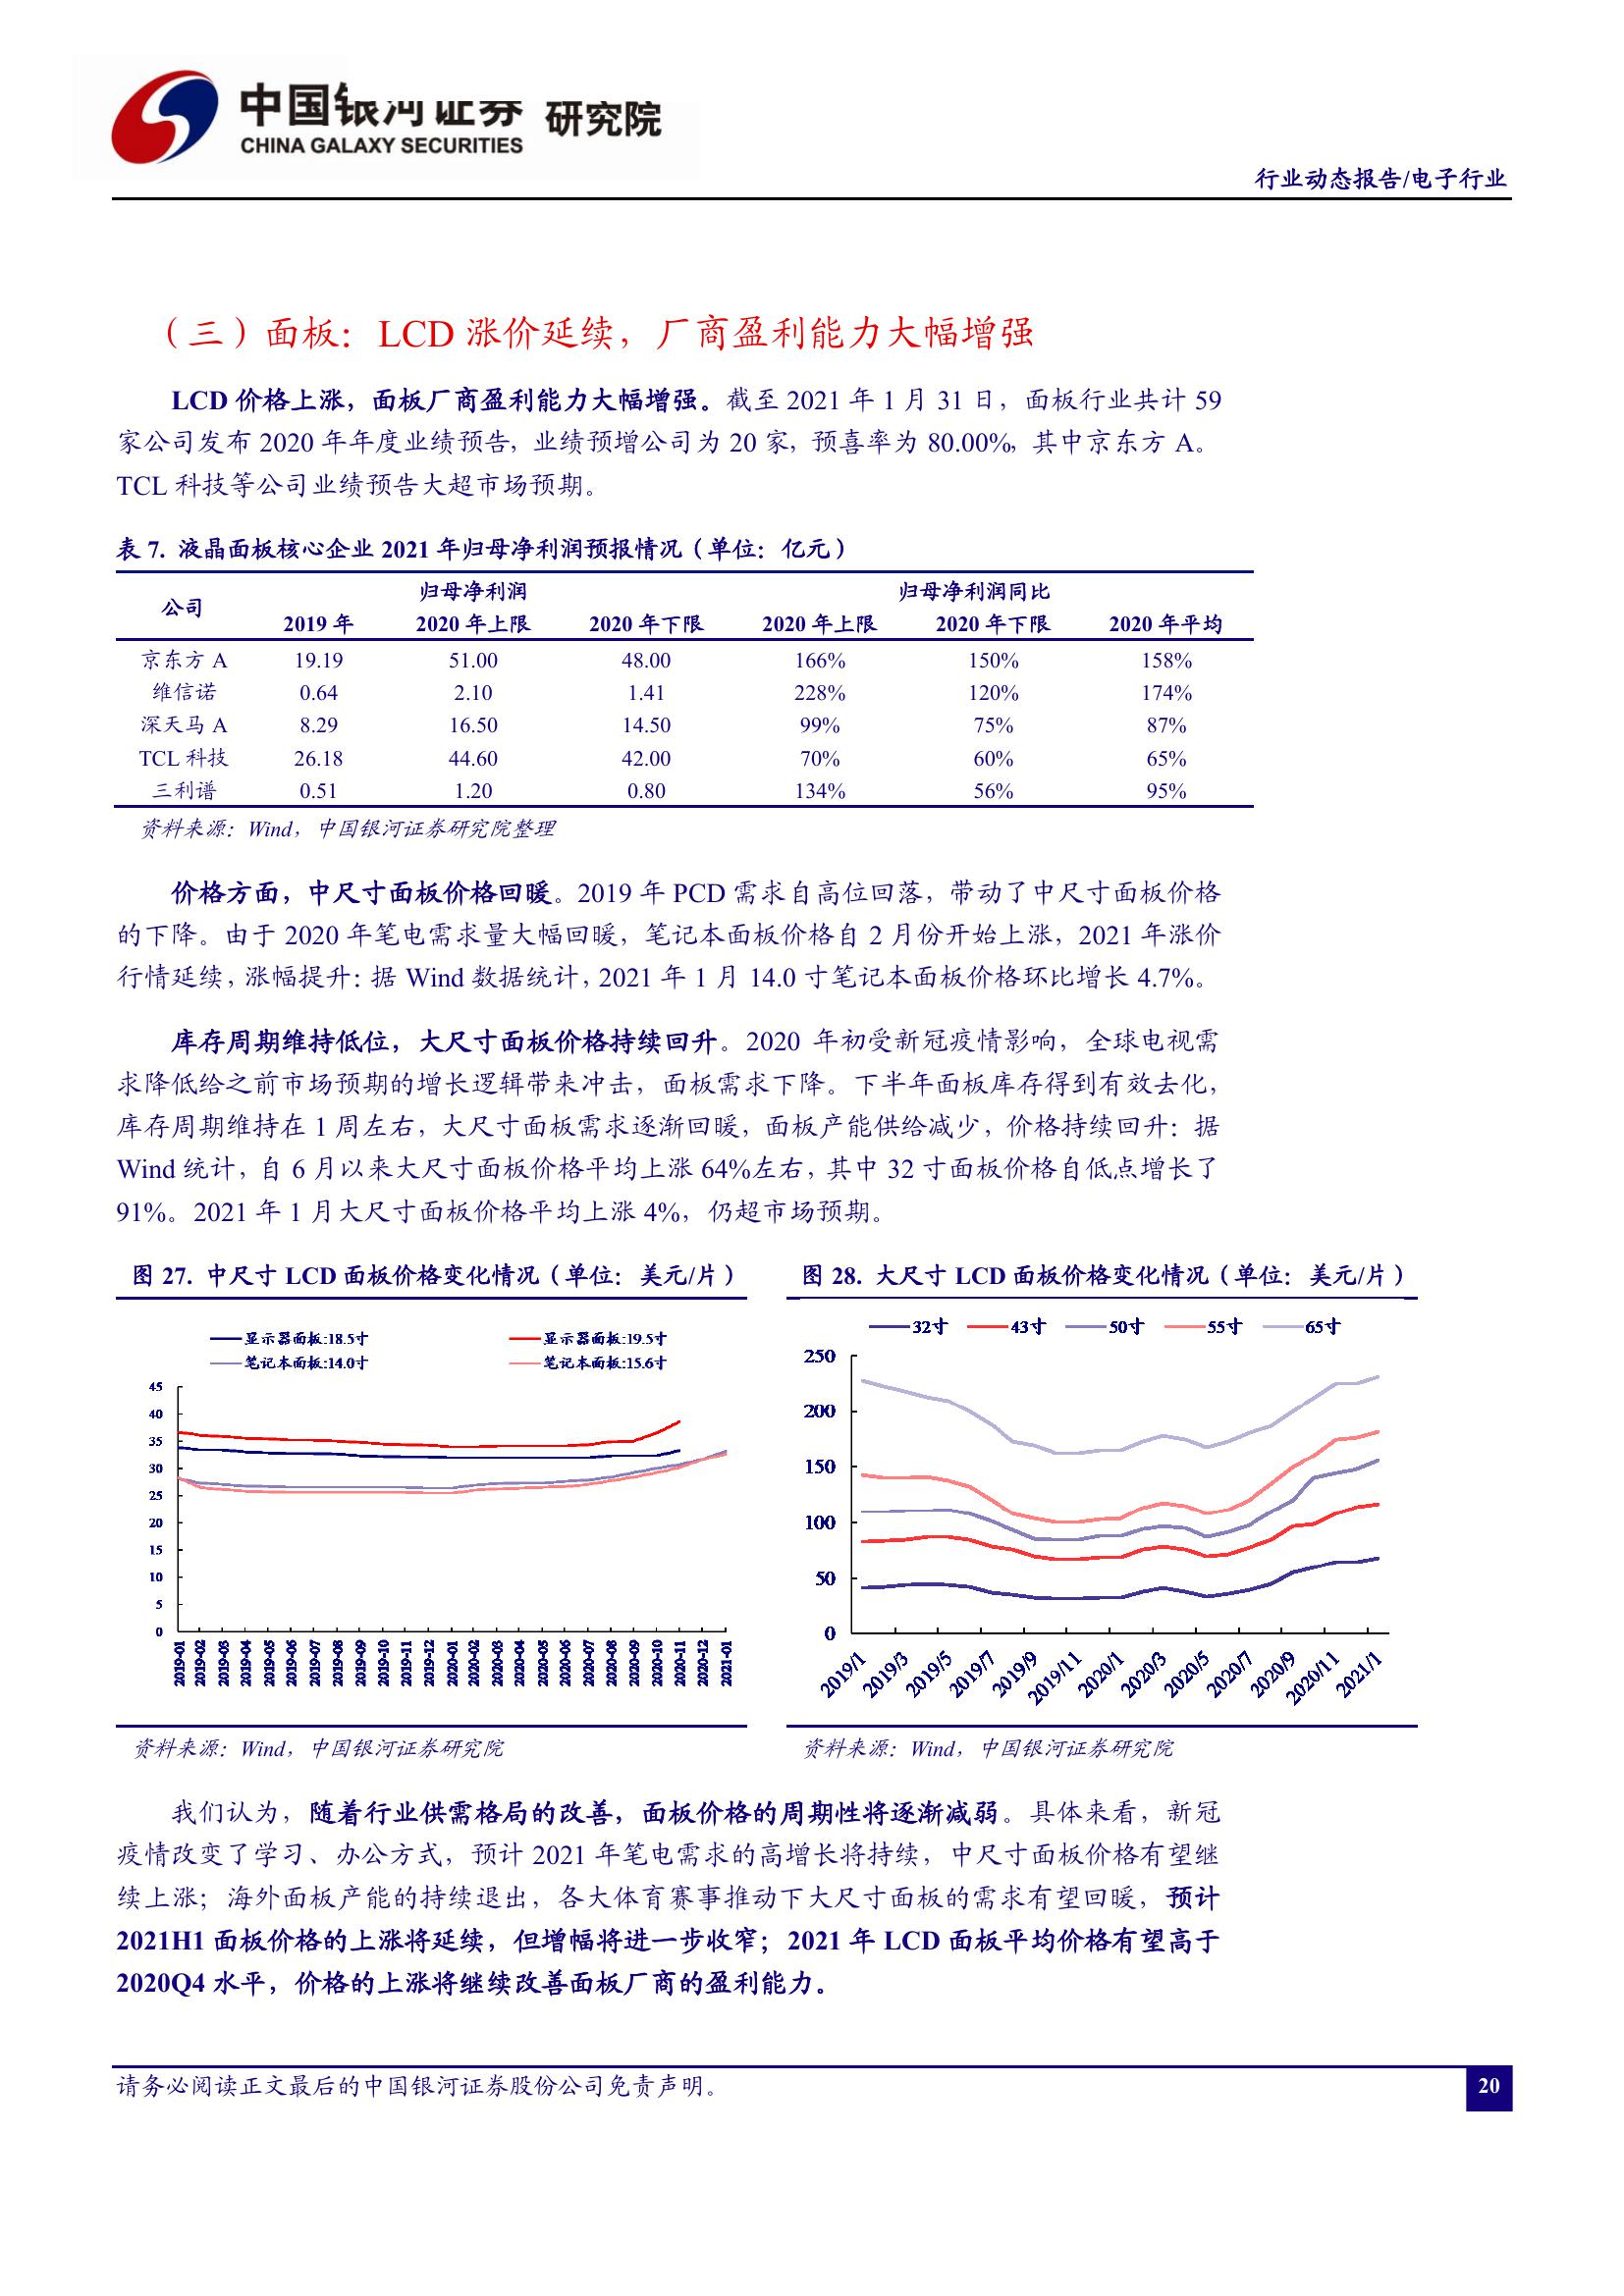 中国银河证券 研究院
CHINA GALAXY SECURITIES
行业动态报告/电子行业
（三）面板：LCD 涨价延续，厂商盈利能力大幅增强
LCD 价格上涨，面板厂商盈利能力大幅增强。截至 2021 年 1 月 31 日，面板行业共计 59
家公司发布 2020 年年度业绩预告，业绩预增公司为 20 家，预喜率为 80.00%，其中京东方 A。
TCL 科技等公司业绩预告大超市场预期。
表 7. 液晶面板核心企业 2021 年归母净利润预报情况（单位：亿元）
公司 归母净利润 归母净利润同比
2019 年 2020 年上限 2020 年下限 2020 年上限 2020 年下限 2020 年平均
京东方 A 19.19 51.00 48.00 166% 150% 158%
维信诺 0.64 2.10 1.41 228% 120% 174%
深天马 A 8.29 16.50 14.50 99% 75% 87%
TCL 科技 26.18 44.60 42.00 70% 60% 65%
三利谱 0.51 1.20 0.80 134% 56% 95%
资料来源：Wind，中国银河证券研究院整理
价格方面，中尺寸面板价格回暖。2019 年 PCD 需求自高位回落，带动了中尺寸面板价格
的下降。由于 2020 年笔电需求量大幅回暖，笔记本面板价格自 2 月份开始上涨，2021 年涨价
行情延续，涨幅提升：据 Wind 数据统计，2021 年 1 月 14.0 寸笔记本面板价格环比增长 4.7%。
库存周期维持低位，大尺寸面板价格持续回升。2020 年初受新冠疫情影响，全球电视需
求降低给之前市场预期的增长逻辑带来冲击，面板需求下降。下半年面板库存得到有效去化，
库存周期维持在 1 周左右，大尺寸面板需求逐渐回暖，面板产能供给减少，价格持续回升：据
Wind 统计，自 6 月以来大尺寸面板价格平均上涨 64%左右，其中 32 寸面板价格自低点增长了
91%。2021 年 1 月大尺寸面板价格平均上涨 4%，仍超市场预期。
图 27. 中尺寸 LCD 面板价格变化情况（单位：美元/片）
显示器面板:18.5寸 显示器面板:19.5寸
笔记本面板:14.0寸 笔记本面板:15.6寸
45
40
35
30
25
20
15
10
5
0
2019-01 2019-02 2019-03 2019-04 2019-05 2019-06 2019-07 2019-08 2019-09 2019-10 2019-11 2019-12 2020-01 2020-02 2020-03 2020-04 2020-05 2020-06 2020-07 2020-08 2020-09 2020-10 2020-11 2020-12 2021-01
资料来源：Wind，中国银河证券研究院
图 28. 大尺寸 LCD 面板价格变化情况（单位：美元/片）
32寸 43寸 50寸 55寸 65寸
250
200
150
100
50
0
2019/1 2019/3 2019/5 2019/7 2019/9 2019/11 2020/1 2020/3 2020/5 2020/7 2020/9 2020/11 2021/1
资料来源：Wind，中国银河证券研究院
我们认为，随着行业供需格局的改善，面板价格的周期性将逐渐减弱。具体来看，新冠
疫情改变了学习、办公方式，预计 2021 年笔电需求的高增长将持续，中尺寸面板价格有望继
续上涨；海外面板产能的持续退出，各大体育赛事推动下大尺寸面板的需求有望回暖，预计
2021H1 面板价格的上涨将延续，但增幅将进一步收窄；2021 年 LCD 面板平均价格有望高于
2020Q4 水平，价格的上涨将继续改善面板厂商的盈利能力。
请务必阅读正文最后的中国银河证券股份公司免责声明。
20